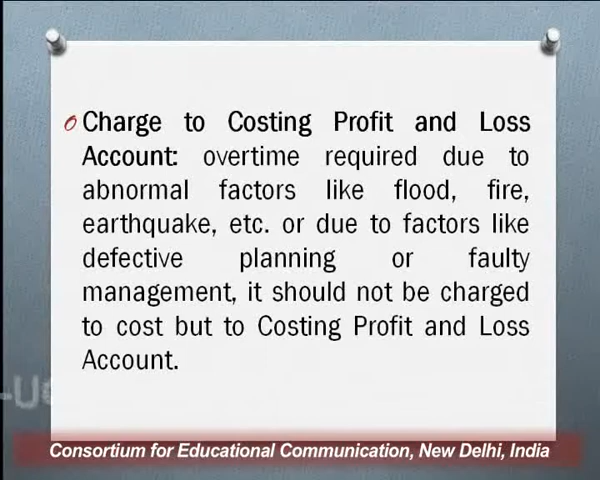 Charge to Costing Profit and Loss
Account: overtime required due to
abnormal factors like flood, fire,
earthquake, etc. or due to factors like
defective planning or faulty
management, it should not be charged
to cost but to Costing Profit and Loss
Account.
Consortium for Educational Communication, New Delhi, India